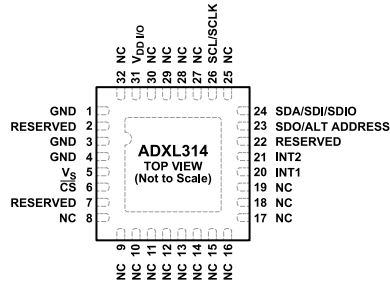 32 NC
31 VDD I/O
30 NC
29 NC
28 NC
27 NC
26 SCL/SCLK
25 NC
GND 1
RESERVED 2
GND 3
GND 4
VS 5
CS 6
RESERVED 7
NC 8
ADXL314
TOP VIEW
(Not to Scale)
24 SDA/SDI/SDIO
23 SDO/ALT ADDRESS
22 RESERVED
21 INT2
20 INT1
19 NC
18 NC
17 NC
NC 9
NC 10
NC 11
NC 12
NC 13
NC 14
NC 15
NC 16